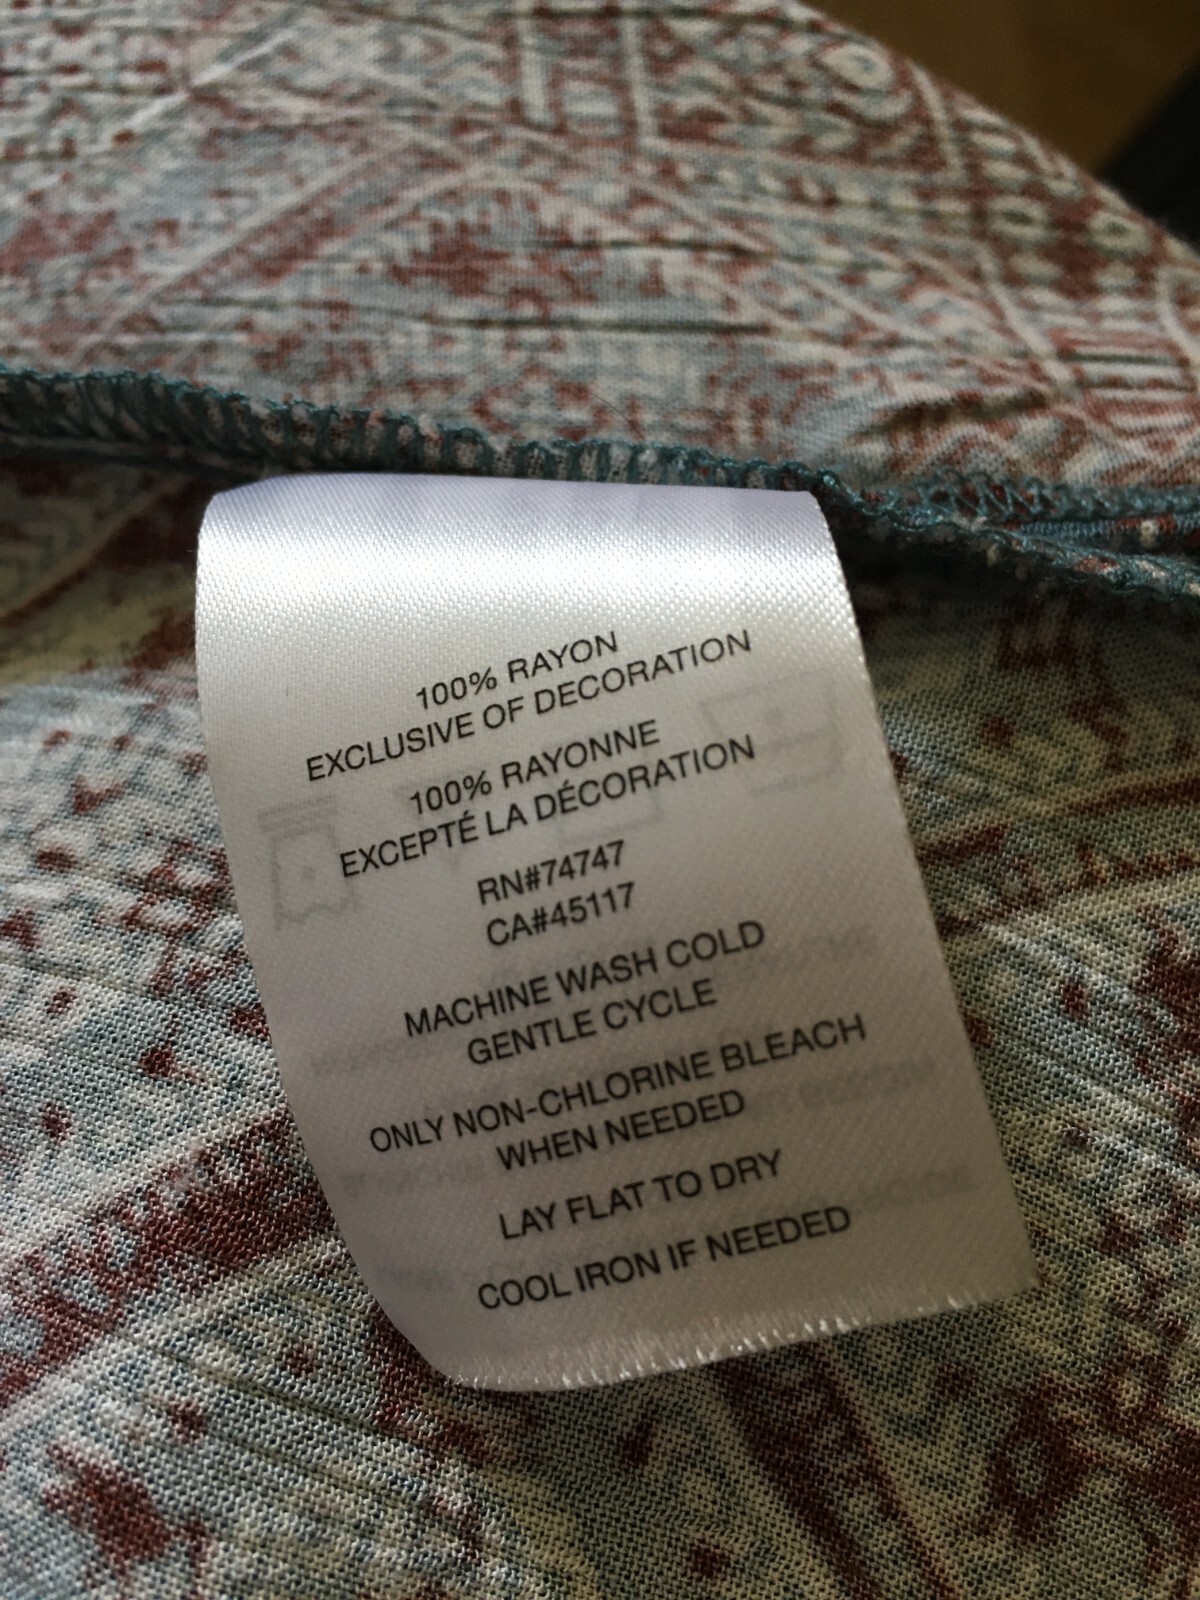 100% RAYON
EXCLUSIVE OF DECORATION
100% RAYONNE
EXCEPTÉ LA DÉCORATION
RN#74747
CA#45117
MACHINE WASH COLD
GENTLE CYCLE
ONLY NON-CHLORINE BLEACH
WHEN NEEDED
LAY FLAT TO DRY
COOL IRON IF NEEDED